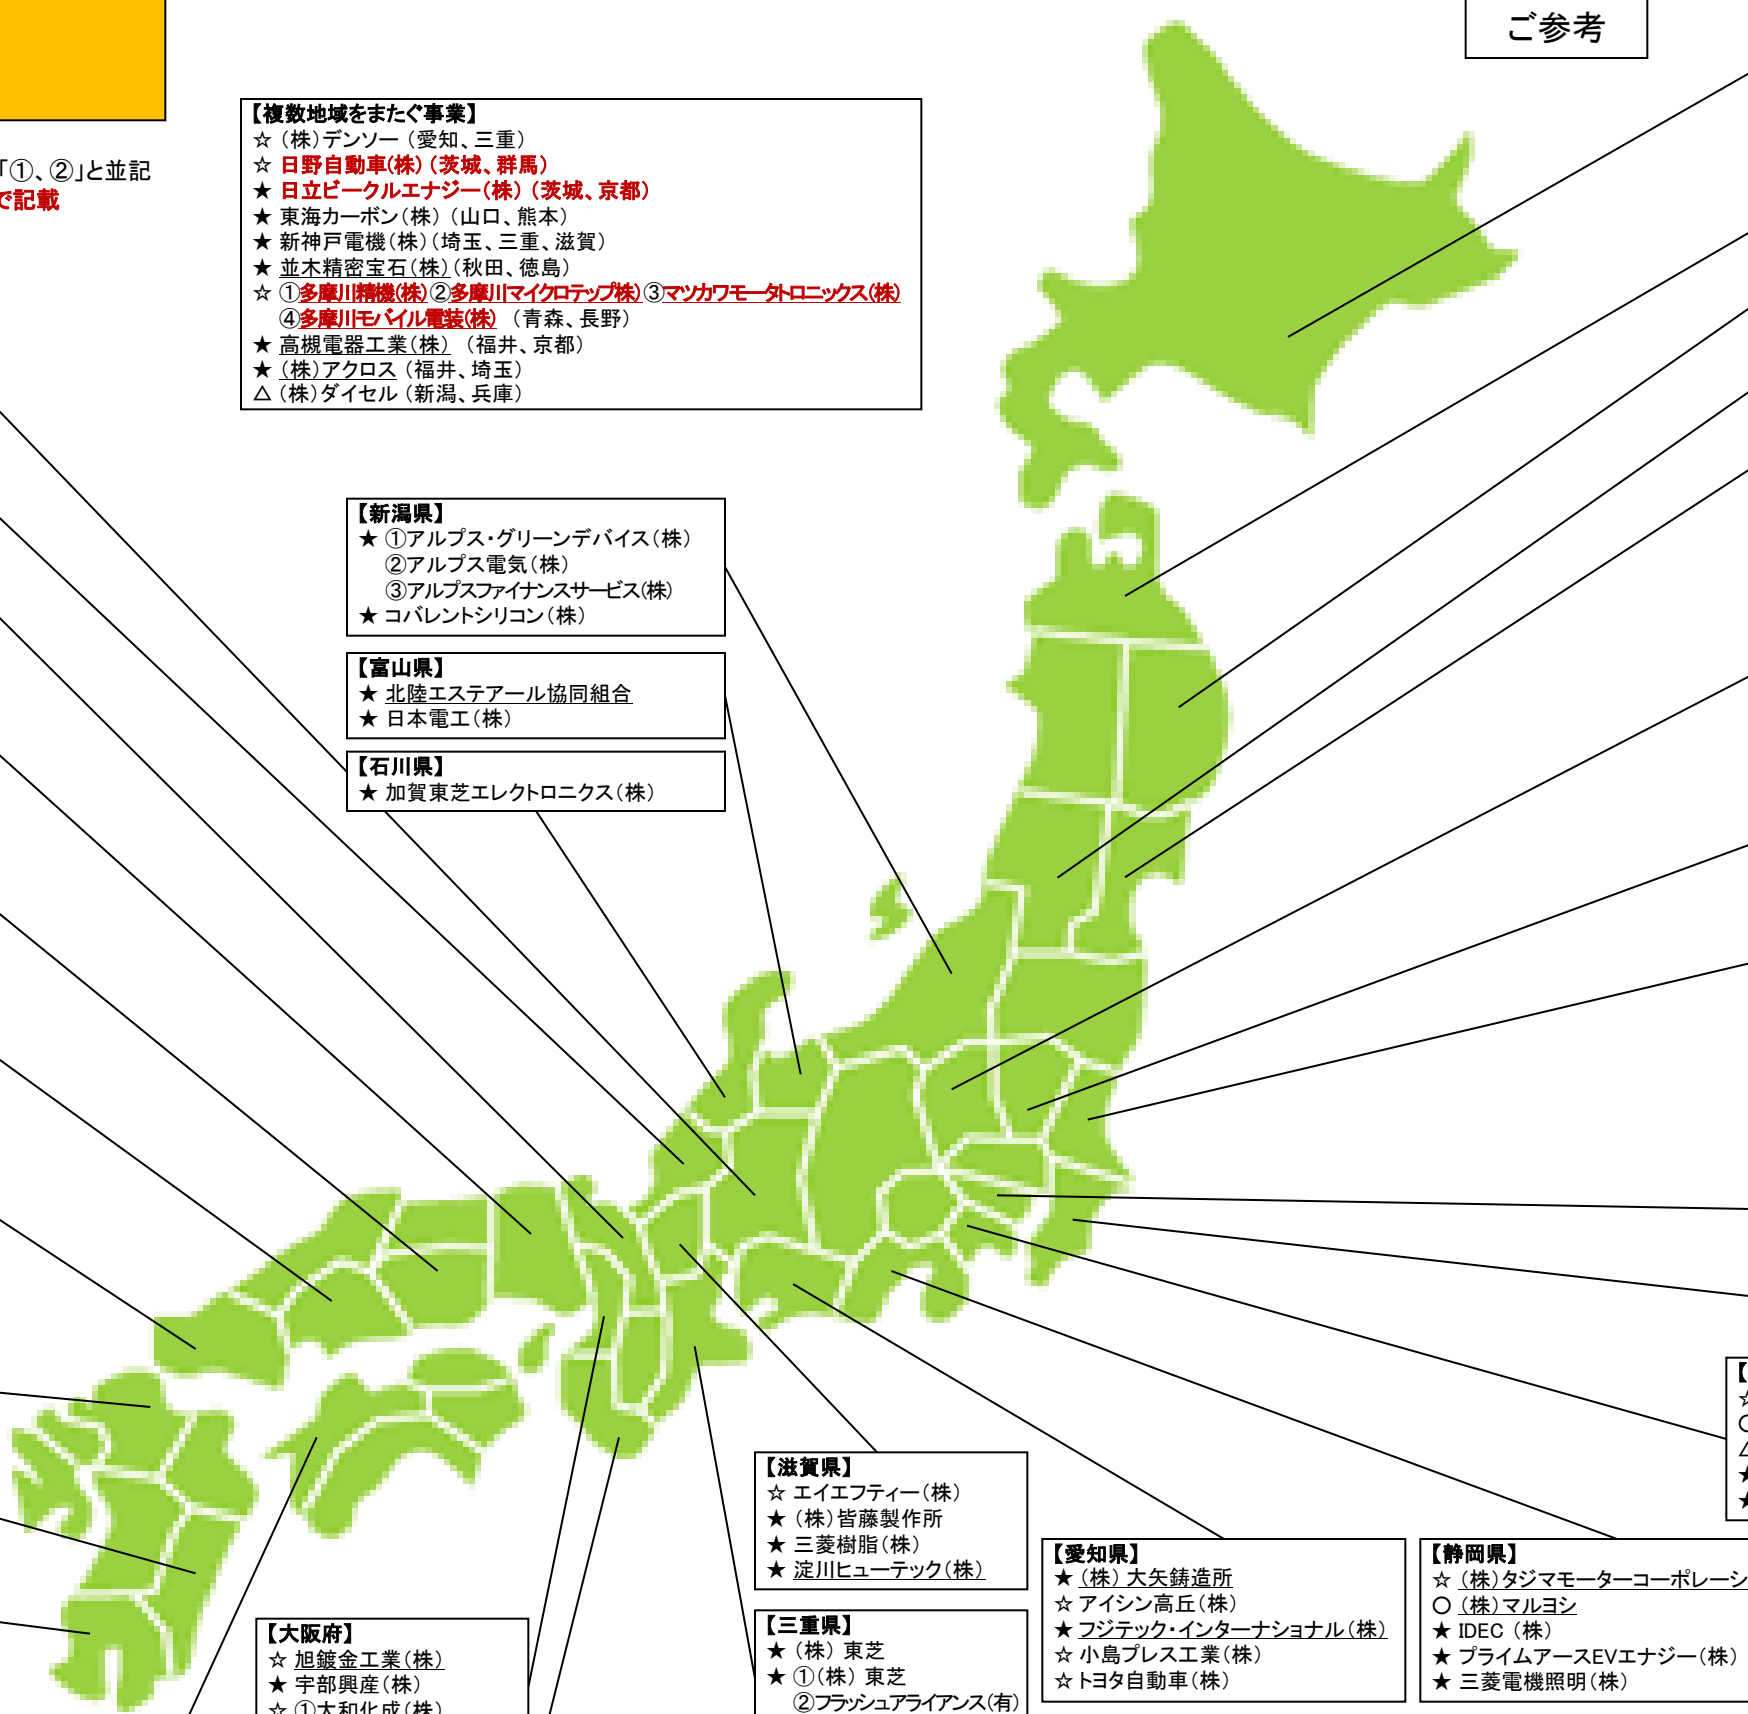 ご参考
「①、②」と並記
で記載
【複数地域をまたぐ事業】
☆ (株)デンソー (愛知、三重)
☆ 日野自動車(株) (茨城、群馬)
★ 日立ビークルエナジー(株) (茨城、京都)
★ 東海カーボン(株) (山口、熊本)
★ 新神戸電機(株) (埼玉、三重、滋賀)
★ 並木精密宝石(株) (秋田、徳島)
☆ ①多摩川精機(株)②多摩川マイクロテップ株)③マツカワモータトロニックス(株)
④多摩川モバイル電装(株) (青森、長野)
★ 高槻電器工業(株) (福井、京都)
★ (株)アクロス (福井、埼玉)
△ (株)ダイセル (新潟、兵庫)
【新潟県】
★ ①アルプス・グリーンデバイス(株)
②アルプス電気(株)
③アルプスファイナンスサービス(株)
★ コバレントシリコン(株)
【富山県】
★ 北陸エステアール協同組合
★ 日本電工(株)
【石川県】
★ 加賀東芝エレクトロニクス(株)
【滋賀県】
☆ エイエフティー(株)
★ (株)皆藤製作所
★ 三菱樹脂(株)
★ 淀川ヒューテック(株)
【愛知県】
★ (株) 大矢鋳造所
☆ アイシン高丘(株)
★ フジテック・インターナショナル(株)
☆ 小島プレス工業(株)
☆ トヨタ自動車(株)
【静岡県】
☆ (株)タジマモーターコーポレーシ
○ (株)マルヨシ
★ IDEC (株)
★ プライムアースEVエナジー(株)
★ 三菱電機照明(株)
【
☆
○
△
★
★
【大阪府】
☆ 旭鍍金工業(株)
★ 宇部興産(株)
☆ ①大和化成(株)
【三重県】
★ (株) 東芝
★ ①(株) 東芝
②フラッシュアライアンス(有)